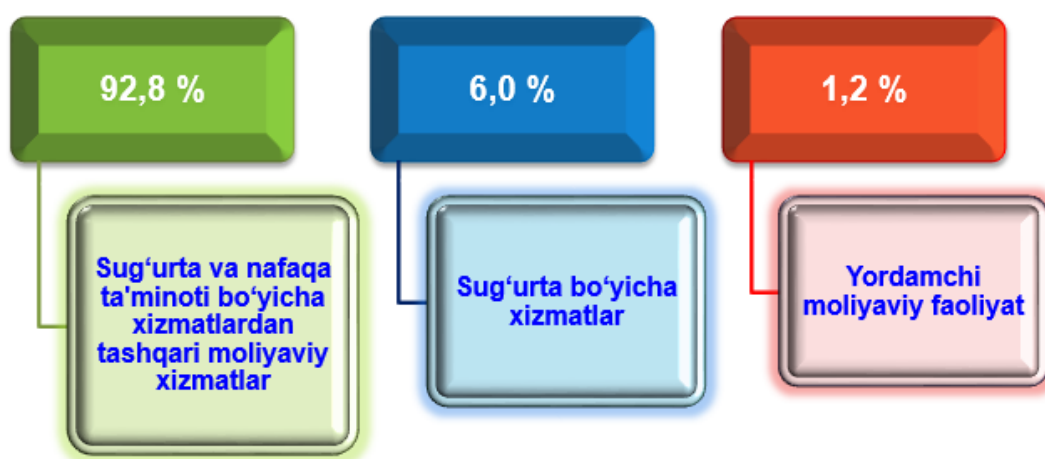 92,8 %
6,0 %
1,2 %
Sug‘urta va nafaqa
ta'minoti bo‘yicha
xizmatlardan
tashqari moliyaviy
xizmatlar
Sug‘urta bo‘yicha
xizmatlar
Yordamchi
moliyaviy faoliyat